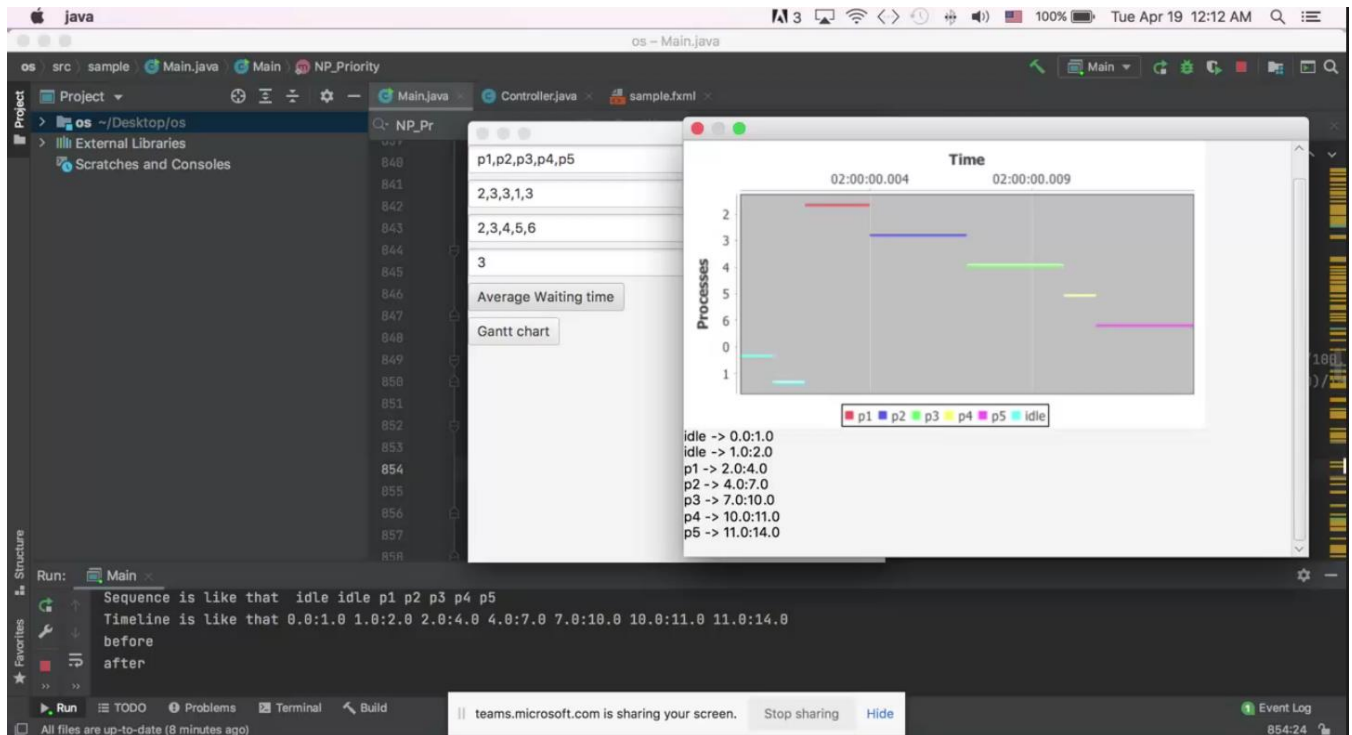 java 3 100% Tue Apr 19 12:12 AM
os – Main.java
os src sample Main.java Main NP_Priority Main
Project Main.java Controller.java sample.fxml
Project
os ~/Desktop/os
NP_Pr
External Libraries
Scratches and Consoles
840
841
842
843
844
845
846
847
848
849
850
851
852
853
854
855
856
857
858
p1,p2,p3,p4,p5
2,3,3,1,3
2,3,4,5,6
3
Average Waiting time
Gantt chart
Time
02:00:00.004 02:00:00.009
Processes
2
3
4
5
6
0
1
p1 p2 p3 p4 p5 idle
idle -> 0.0:1.0
idle -> 1.0:2.0
p1 -> 2.0:4.0
p2 -> 4.0:7.0
p3 -> 7.0:10.0
p4 -> 10.0:11.0
p5 -> 11.0:14.0
Structure
Favorites
Run: Main
Sequence is like that idle idle p1 p2 p3 p4 p5
Timeline is like that 0.0:1.0 1.0:2.0 2.0:4.0 4.0:7.0 7.0:10.0 10.0:11.0 11.0:14.0
before
after
Run TODO Problems Terminal Build 1 Event Log
teams.microsoft.com is sharing your screen. Stop sharing Hide
All files are up-to-date (8 minutes ago) 854:24